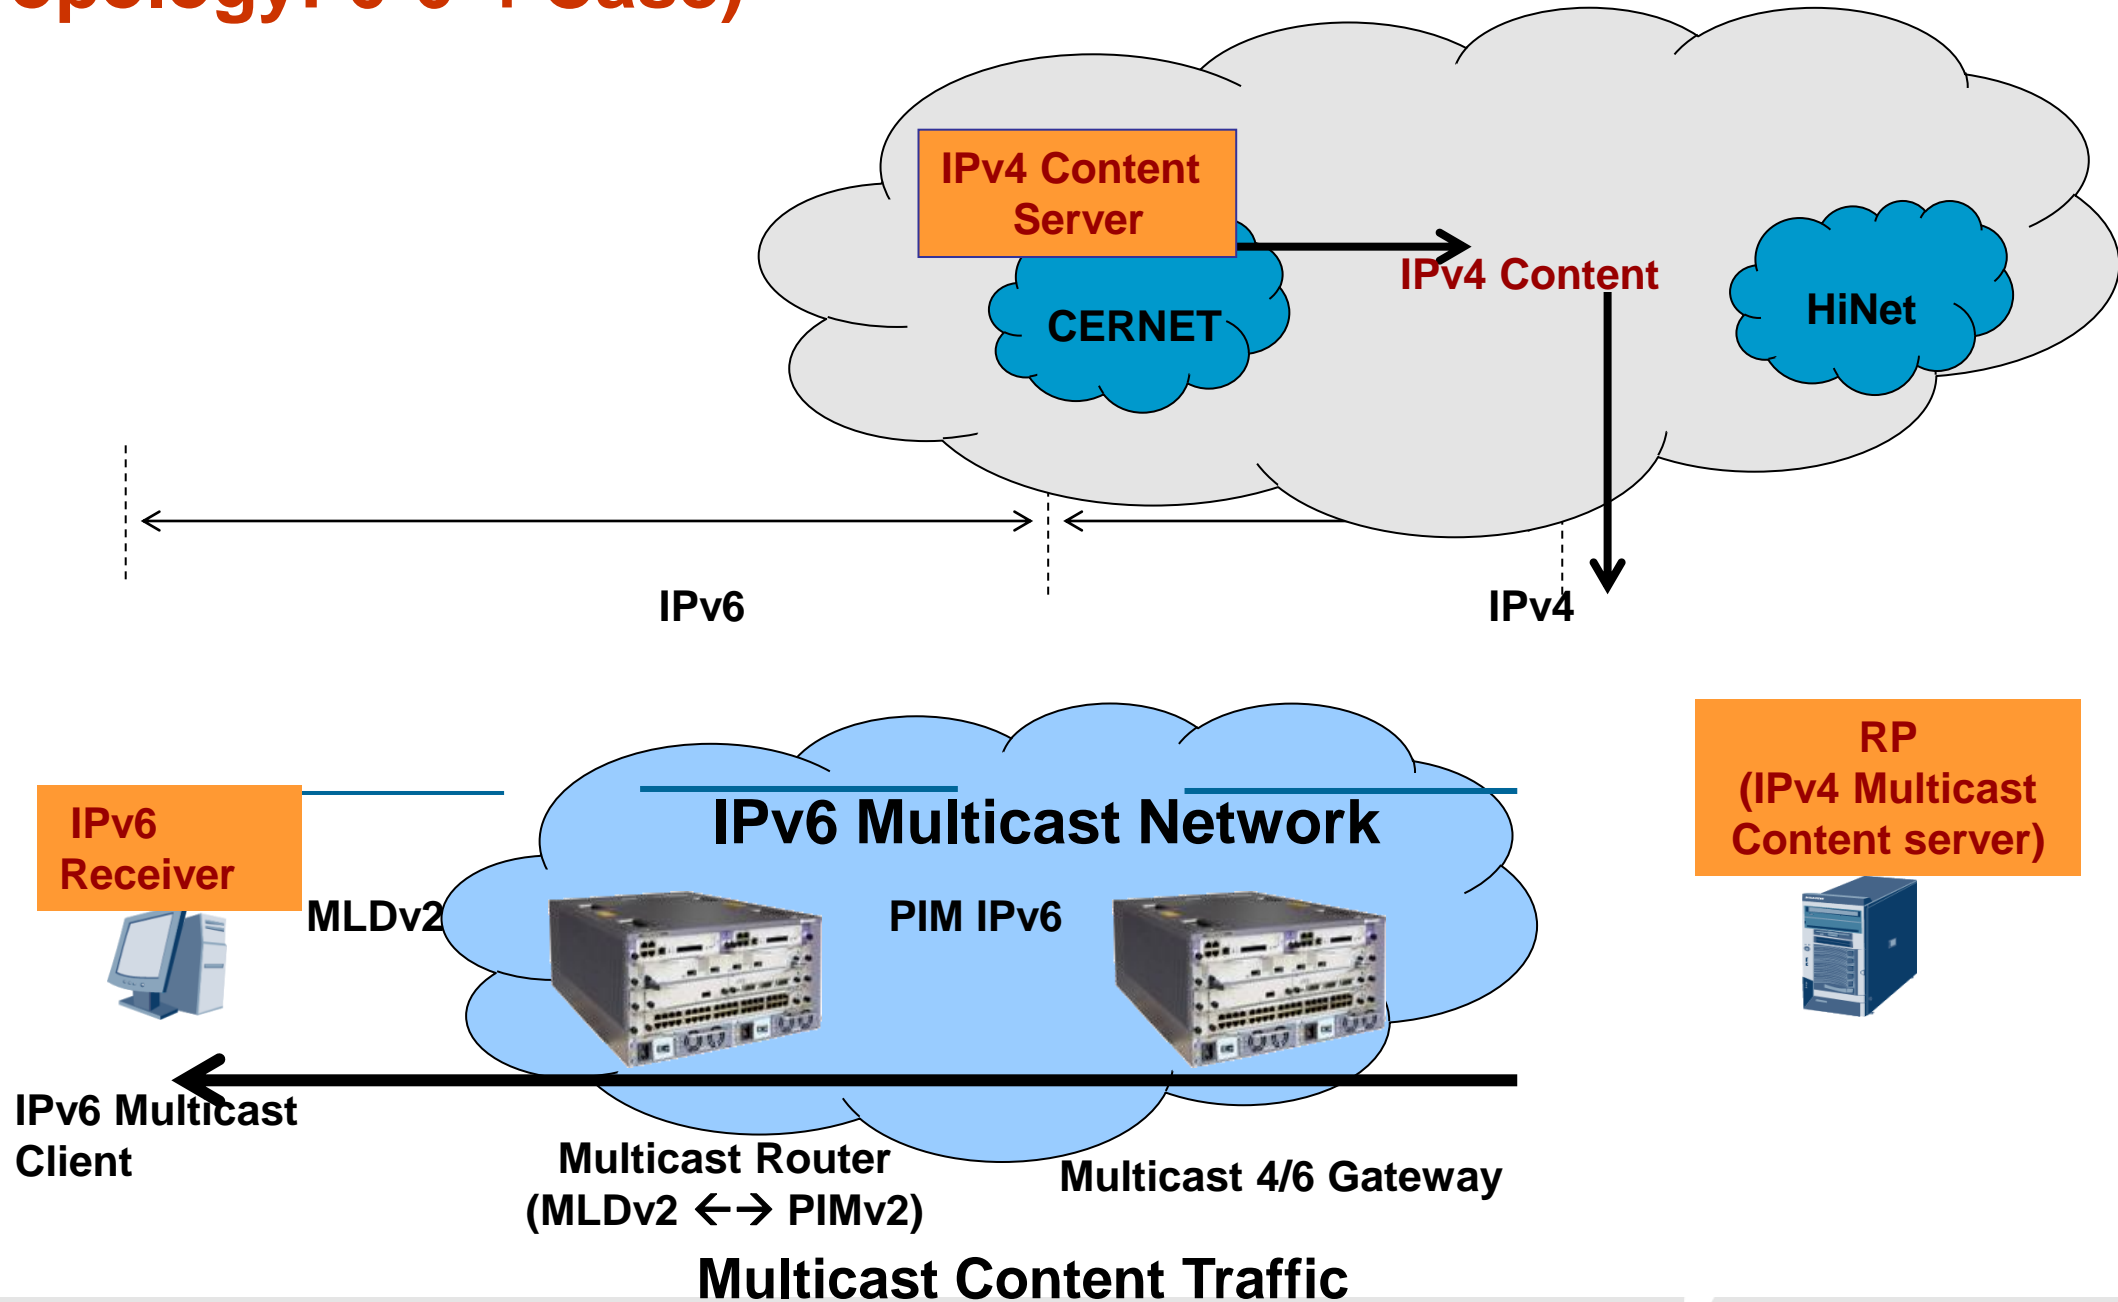 IPv4 Content
Server
IPv4 Content
CERNET
HiNet
IPv6
IPv4
RP
(IPv4 Multicast
Content server)
IPv6 Multicast Network
IPv6
Receiver
MLDv2
PIM IPv6
IPv6 Multicast
Client
Multicast Router
(MLDv2 ←→ PIMv2)
Multicast 4/6 Gateway
Multicast Content Traffic